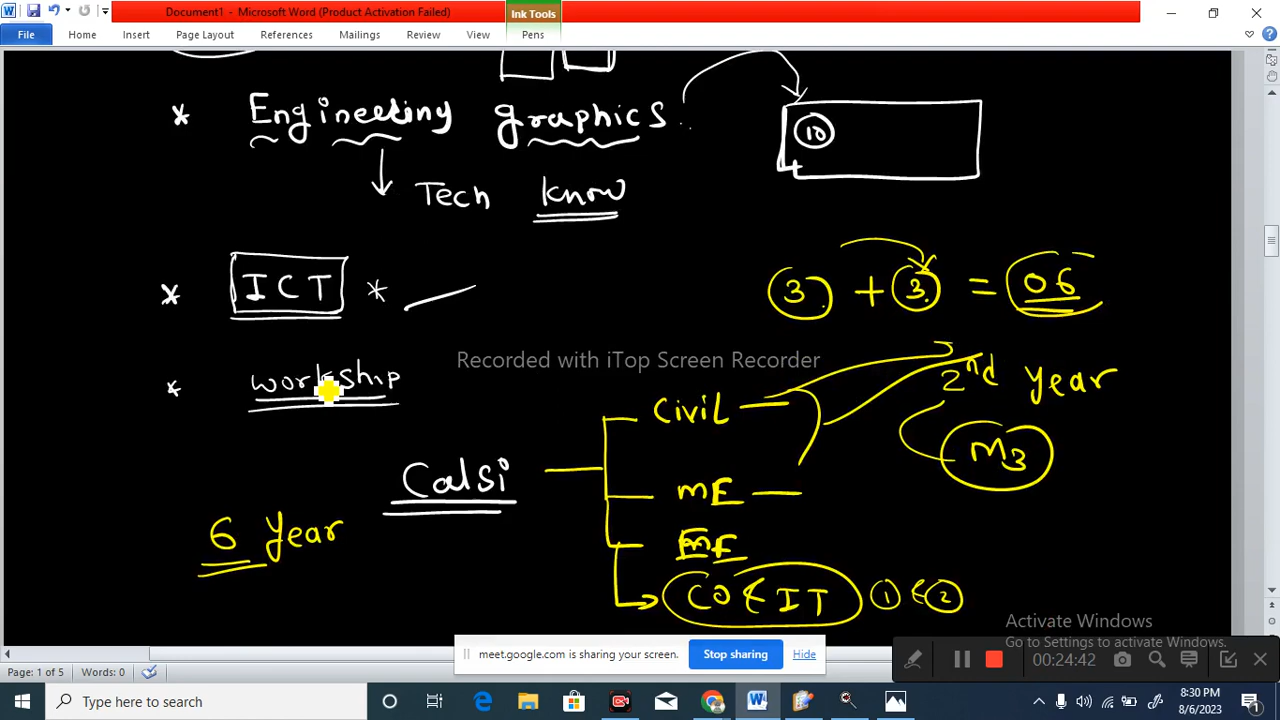 Document1 - Microsoft Word (Product Activation Failed)
Ink Tools
File Home Insert Page Layout References Mailings Review View Pens
* Engineering graphics
10
Tech know
* ICT *
3 + 3 = 06
Recorded with iTop Screen Recorder
* workship
2nd year
Civil
M3
Calsi
mE
6 year
CO & IT 1 & 2
Activate Windows
Go to Settings to activate Windows.
meet.google.com is sharing your screen. Stop sharing Hide
00:24:42
Page: 1 of 5 Words: 0
Type here to search
8:30 PM
8/6/2023